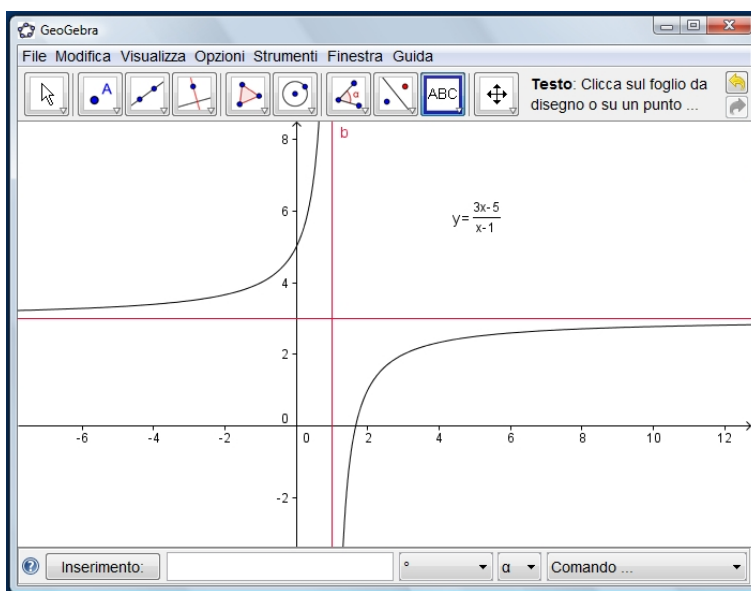 GeoGebra
File Modifica Visualizza Opzioni Strumenti Finestra Guida
A
α
ABC
Testo: Clicca sul foglio da
disegno o su un punto ...
8
b
6
y=3x-5/x-1
4
2
0
-6 -4 -2 0 2 4 6 8 10 12
-2
Inserimento: ° α Comando ...